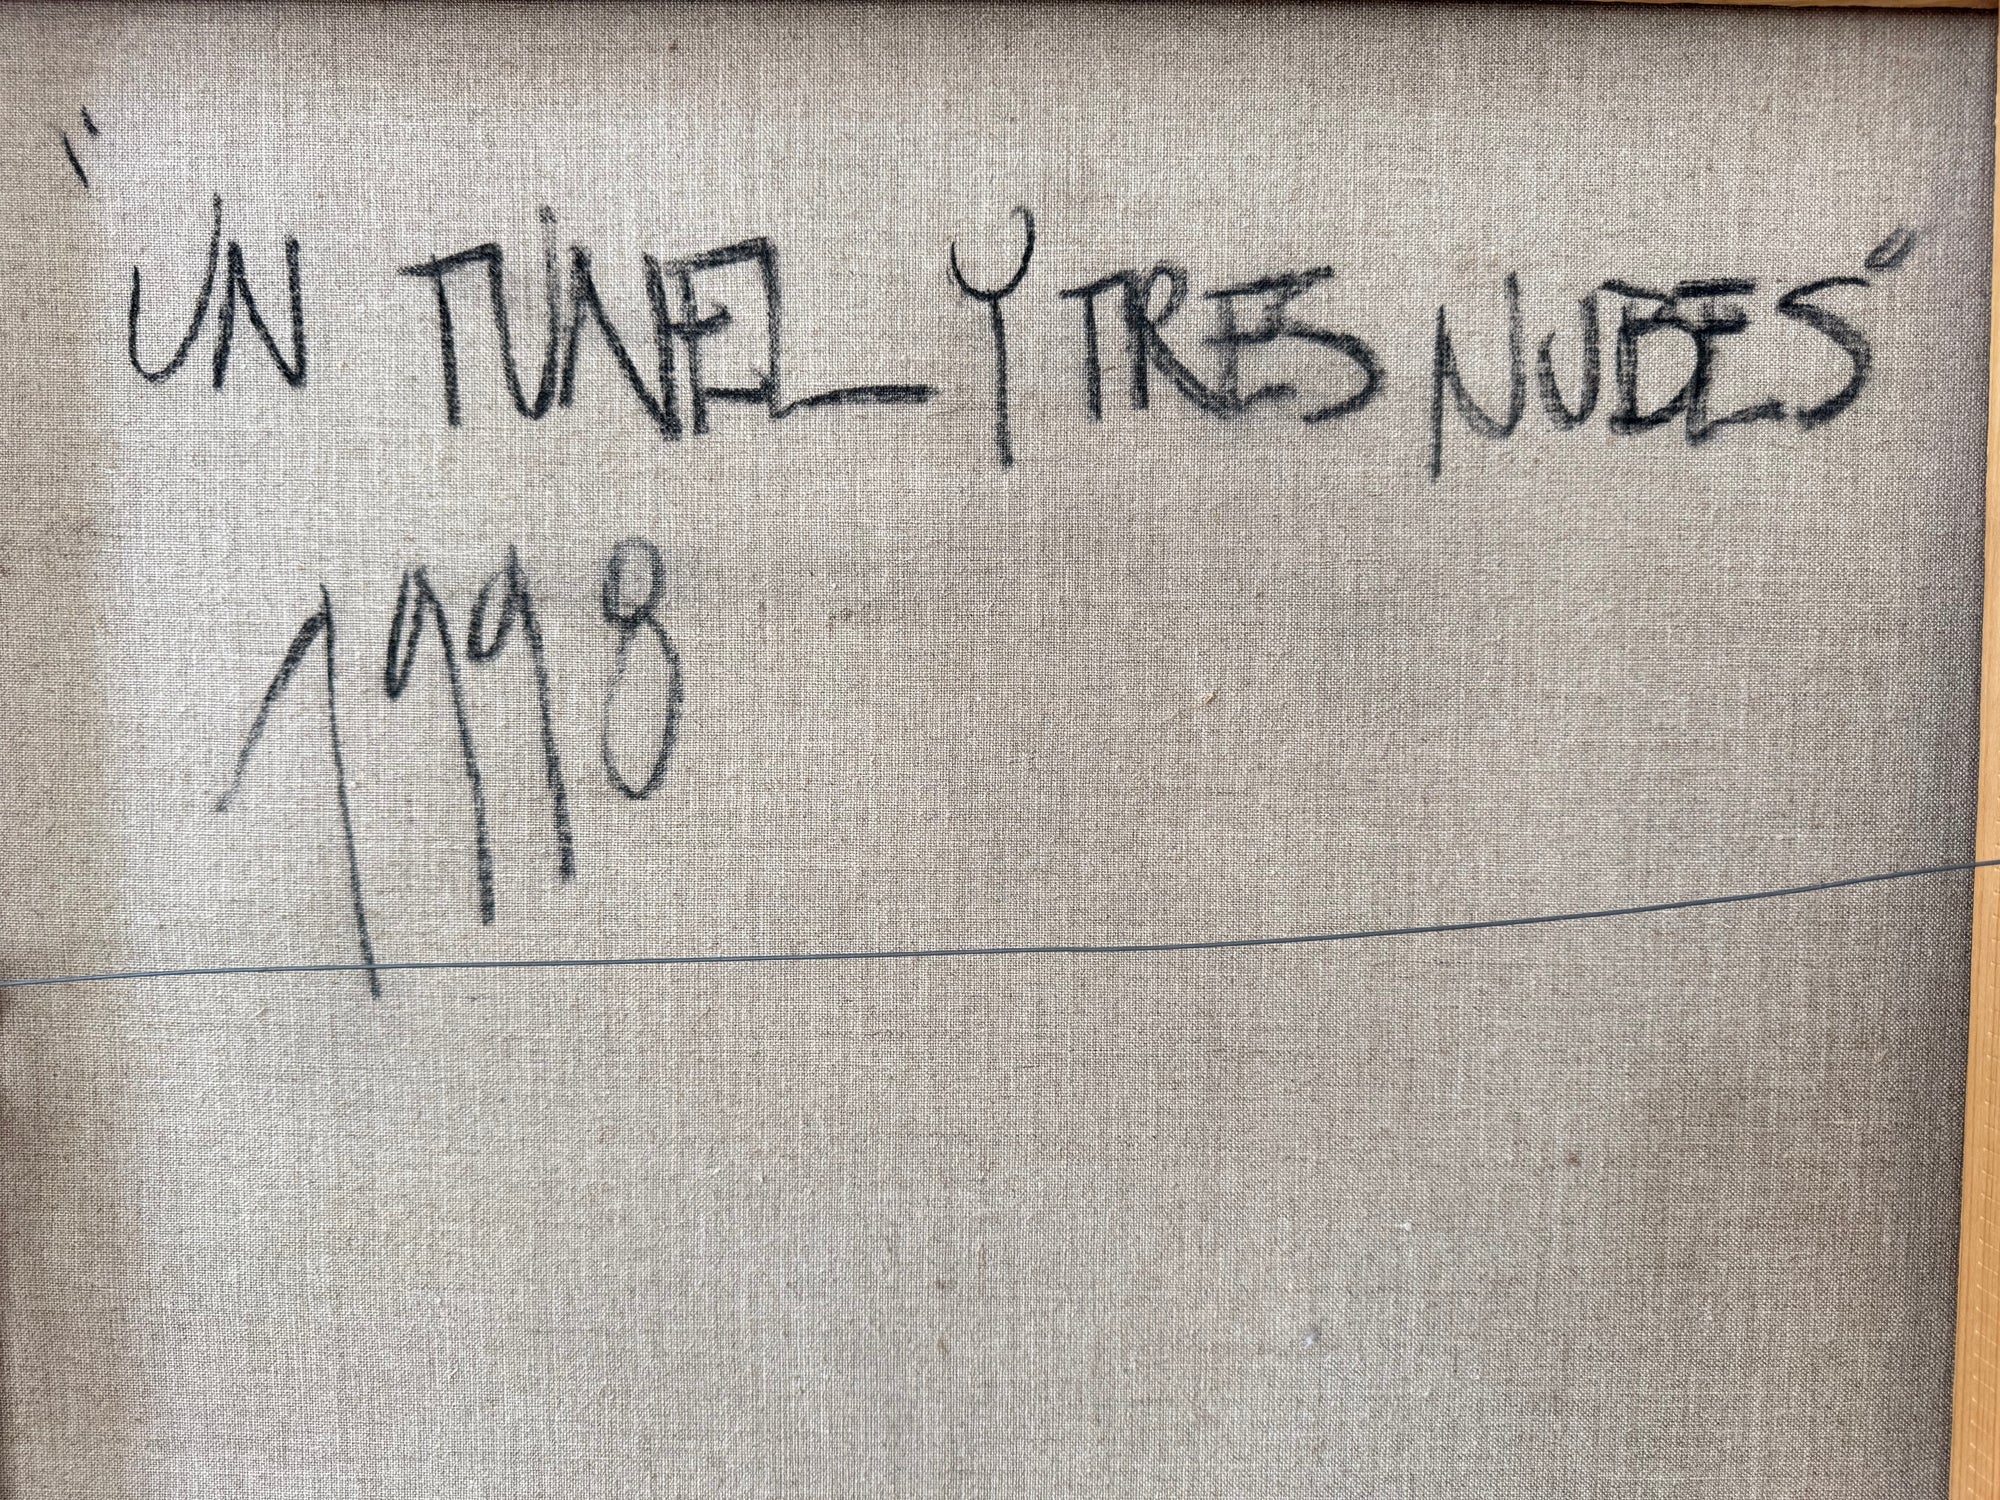 "UN TUNEL Y TRES NUBES"
1998